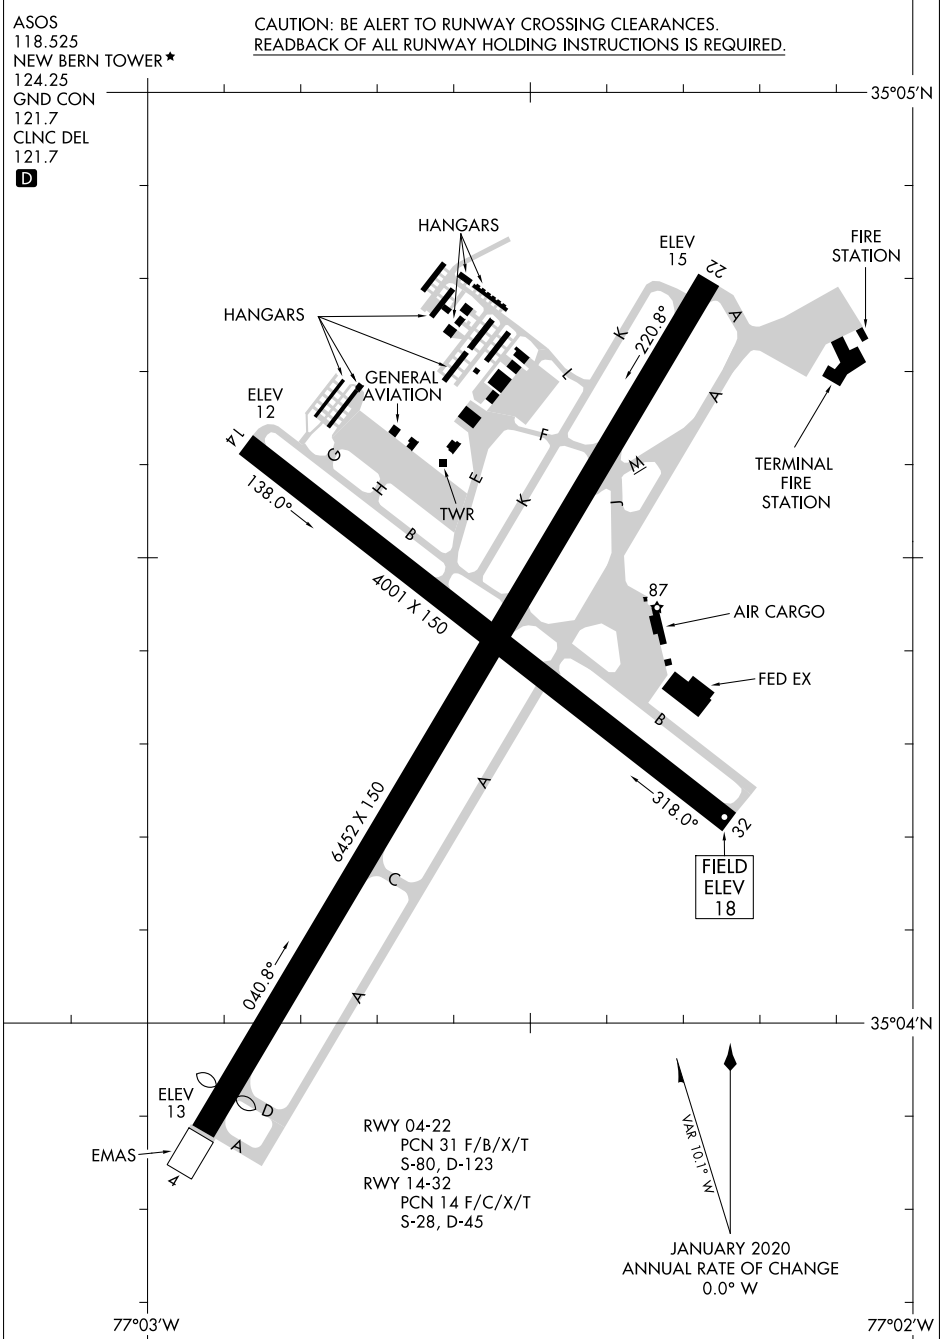 ASOS
118.525
NEW BERN TOWER★
124.25
GND CON
121.7
CLNC DEL
121.7
D
CAUTION: BE ALERT TO RUNWAY CROSSING CLEARANCES.
READBACK OF ALL RUNWAY HOLDING INSTRUCTIONS IS REQUIRED.
35°05'N
HANGARS
ELEV
15
22
FIRE
STATION
A
HANGARS
K
220.8°
GENERAL
AVIATION
L
A
ELEV
12
14
F
G
M
TERMINAL
FIRE
STATION
E
H
138.0°
K
J
TWR
B
4001 X 150
87
AIR CARGO
FED EX
B
A
318.0°
32
6452 X 150
FIELD
ELEV
18
C
040.8°
A
35°04'N
ELEV
13
D
A
EMAS
4
RWY 04-22
PCN 31 F/B/X/T
S-80, D-123
RWY 14-32
PCN 14 F/C/X/T
S-28, D-45
VAR 10.1° W
JANUARY 2020
ANNUAL RATE OF CHANGE
0.0° W
77°03'W
77°02'W